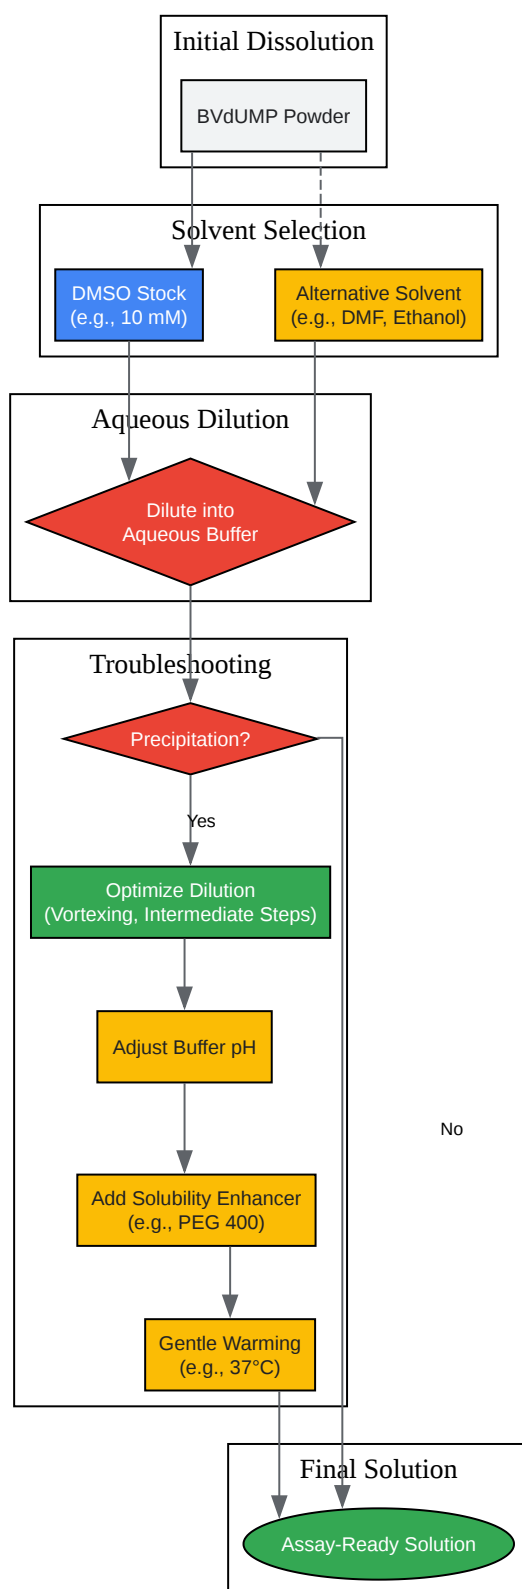 Initial Dissolution
BVdUMP Powder
Solvent Selection
DMSO Stock
(e.g., 10 mM)
Alternative Solvent
(e.g., DMF, Ethanol)
Aqueous Dilution
Dilute into
Aqueous Buffer
Troubleshooting
Precipitation?
Yes
Optimize Dilution
(Vortexing, Intermediate Steps)
Adjust Buffer pH
No
Add Solubility Enhancer
(e.g., PEG 400)
Gentle Warming
(e.g., 37°C)
Final Solution
Assay-Ready Solution